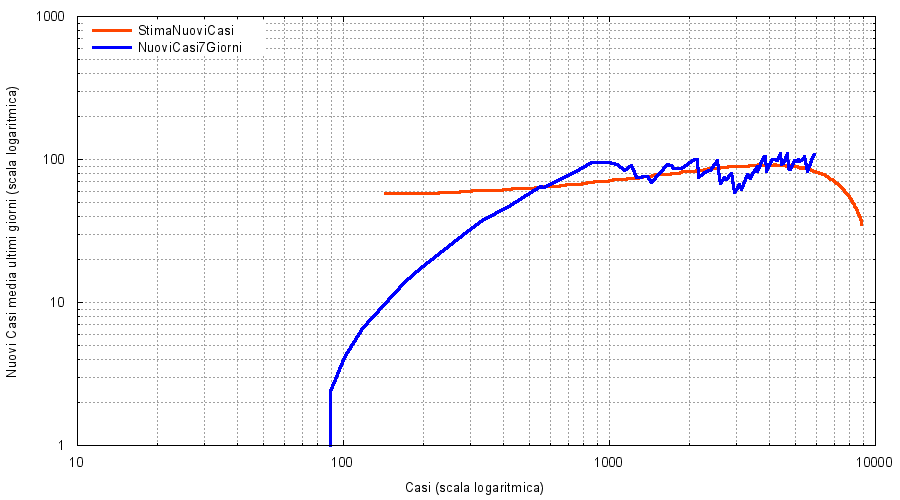 1000
100
10
1
StimaNuoviCasi
NuoviCasi7Giorni
Nuovi Casi media ultimi giorni (scala logaritmica)
10
100
1000
10000
Casi (scala logaritmica)